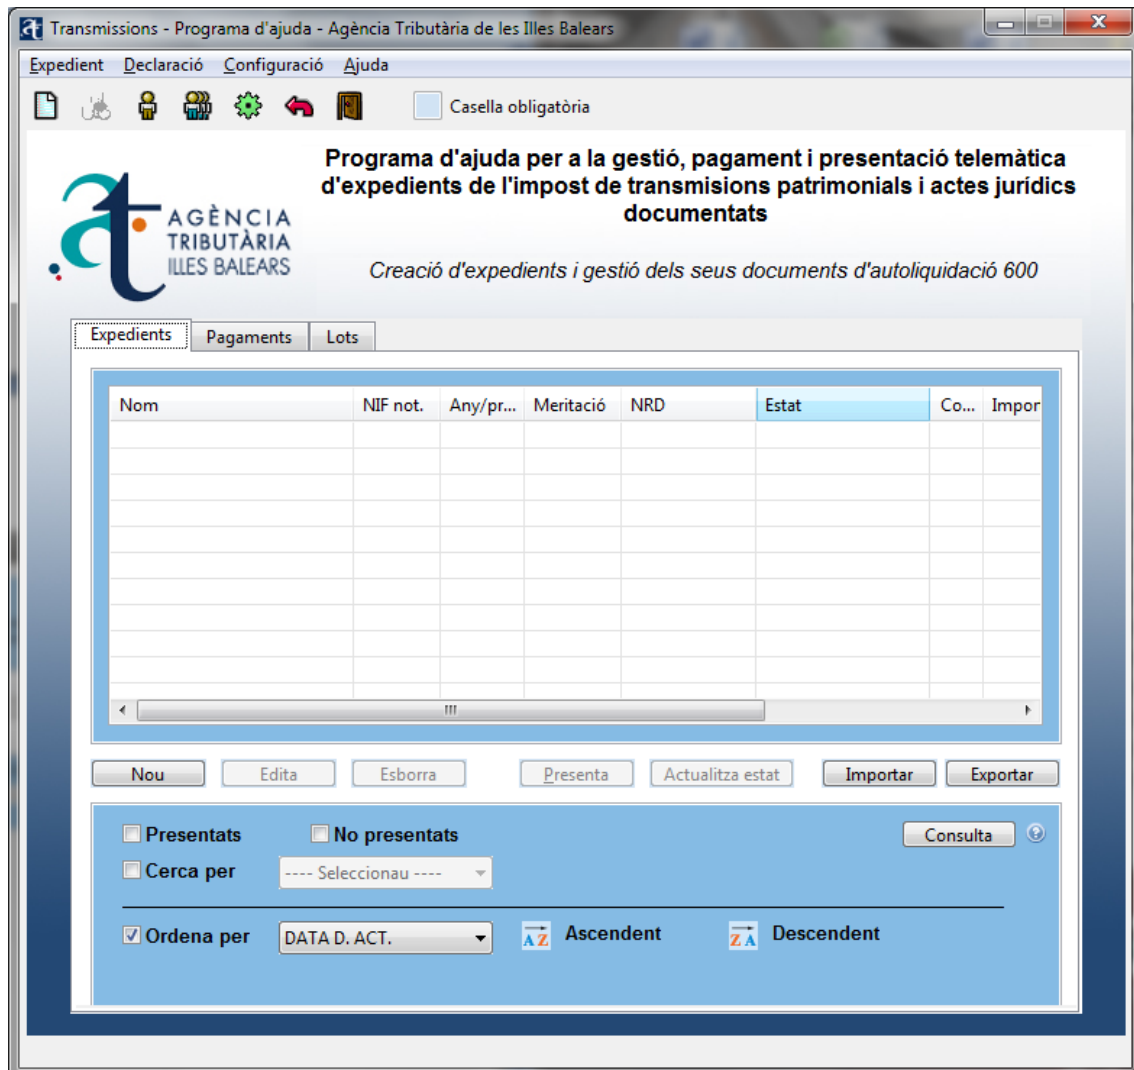 Transmissions - Programa d'ajuda - Agència Tributària de les Illes Balears
Expedient Declaració Configuració Ajuda
Casella obligatòria
Programa d'ajuda per a la gestió, pagament i presentació telemàtica
d'expedients de l'impost de transmisions patrimonials i actes jurídics
documentats
AGÈNCIA
TRIBUTÀRIA
ILLES BALEARS
Creació d'expedients i gestió dels seus documents d'autoliquidació 600
Expedients Pagaments Lots
Nom NIF not. Any/pr... Meritació NRD Estat Co... Impor
Nou Edita Esborra Presenta Actualitza estat Importar Exportar
Presentats No presentats Consulta
Cerca per ---- Seleccionau ----
Ordena per DATA D. ACT. AZ Ascendent ZA Descendent